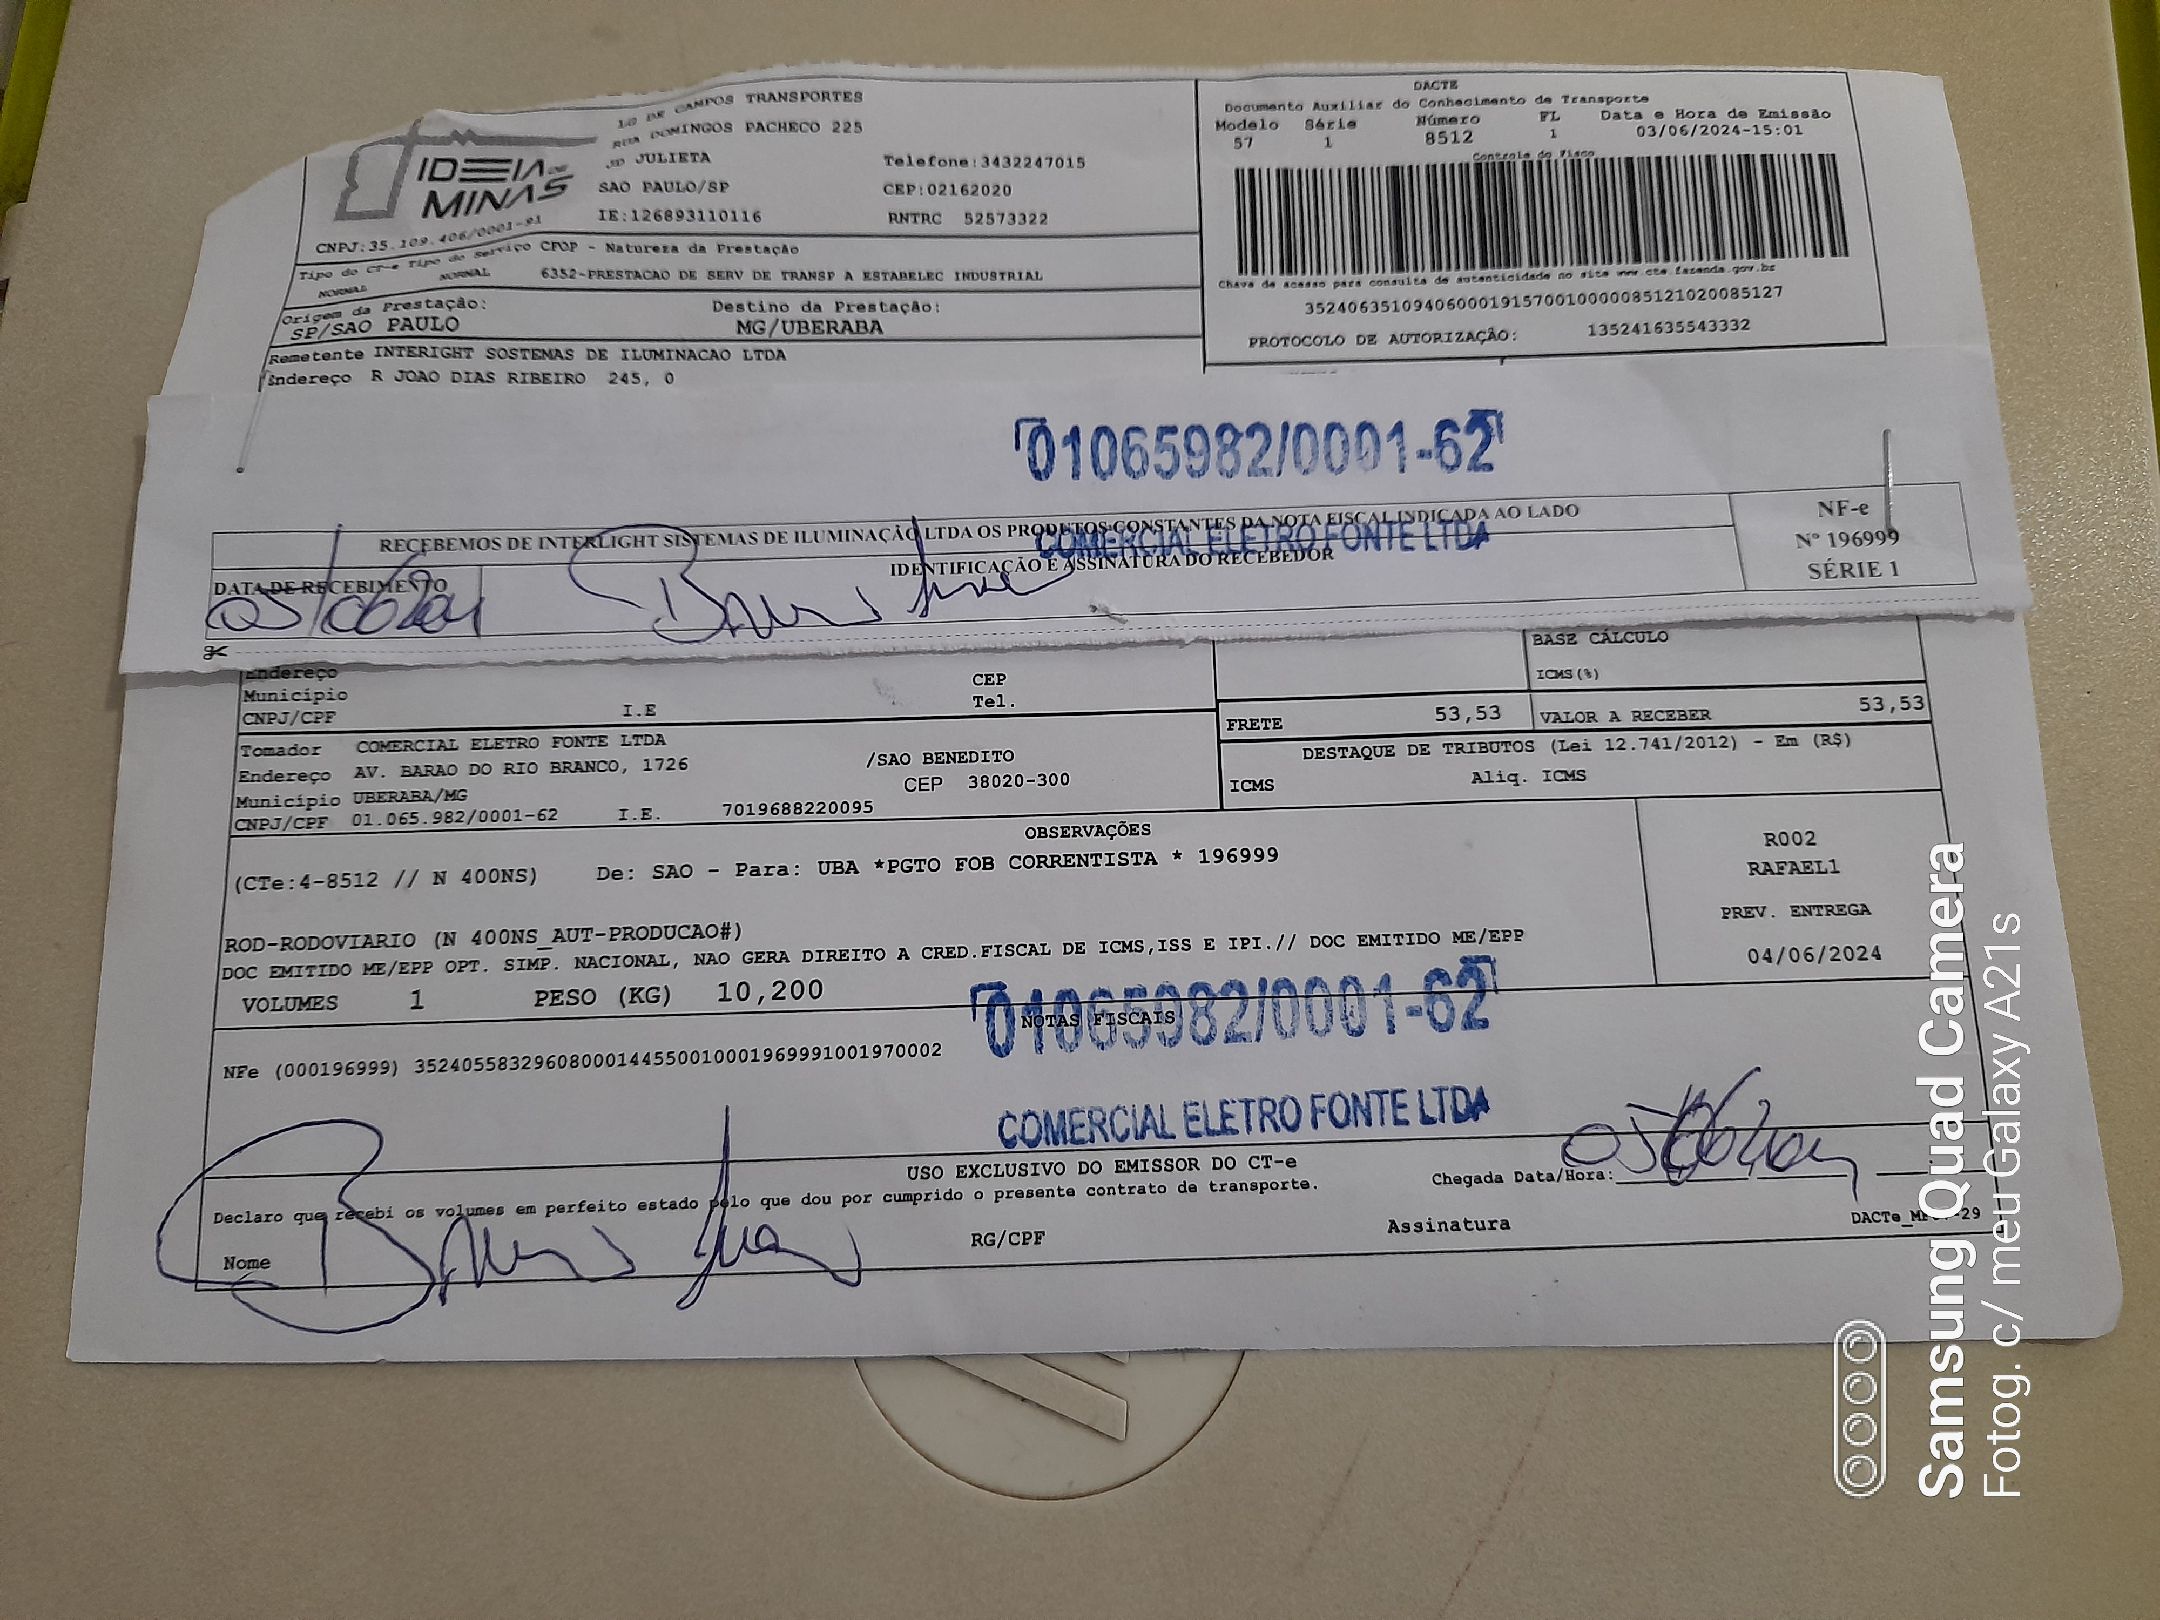 LG DE CAMPOS TRANSPORTES
RUA DOMINGOS PACHECO 225
JD JULIETA
Telefone:3432247015
SAO PAULO/SP
CEP:02162020
IE:126893110116
RNTRC 52573322
IDEIA DE
MINAS
CNPJ:35.109.406/0001-91
Tipo do CT-e Tipo do Serviço CFOP - Natureza da Prestação
NORMAL NORMAL 6352-PRESTACAO DE SERV DE TRANSP A ESTABELEC INDUSTRIAL
Origem da Prestação: Destino da Prestação:
SP/SAO PAULO MG/UBERABA
Remetente INTERIGHT SOSTEMAS DE ILUMINACAO LTDA
Endereço R JOAO DIAS RIBEIRO 245, 0
DACTE
Documento Auxiliar do Conhecimento de Transporte
Modelo Série Número FL Data e Hora de Emissão
57 1 8512 1 03/06/2024-15:01
Controle do Fisco
Chave de acesso para consulta de autenticidade no site www.cte.fazenda.gov.br
35240635109406000191570010000085121020085127
PROTOCOLO DE AUTORIZAÇÃO: 135241635543332
01065982/0001-62
COMERCIAL ELETRO FONTE LTDA
RECEBEMOS DE INTERLIGHT SISTEMAS DE ILUMINAÇÃO LTDA OS PRODUTOS CONSTANTES DA NOTA FISCAL INDICADA AO LADO
DATA DE RECEBIMENTO
IDENTIFICAÇÃO E ASSINATURA DO RECEBEDOR
NF-e
Nº 196999
SÉRIE 1
05/06/2024
Endereço CEP
Município Tel.
CNPJ/CPF I.E
BASE CÁLCULO
ICMS(%)
FRETE 53,53 VALOR A RECEBER 53,53
Tomador COMERCIAL ELETRO FONTE LTDA
Endereço AV. BARAO DO RIO BRANCO, 1726 /SAO BENEDITO
Município UBERABA/MG CEP 38020-300
CNPJ/CPF 01.065.982/0001-62 I.E. 7019688220095
DESTAQUE DE TRIBUTOS (Lei 12.741/2012) - Em (R$)
ICMS Aliq. ICMS
OBSERVAÇÕES
(CTe:4-8512 // N 400NS) De: SAO - Para: UBA *PGTO FOB CORRENTISTA * 196999
ROD-RODOVIARIO (N 400NS_AUT-PRODUCAO#)
DOC EMITIDO ME/EPP OPT. SIMP. NACIONAL, NAO GERA DIREITO A CRED.FISCAL DE ICMS,ISS E IPI.// DOC EMITIDO ME/EPP
R002
RAFAEL1
PREV. ENTREGA
04/06/2024
VOLUMES 1 PESO (KG) 10,200
NOTAS FISCAIS
01065982/0001-62
NFe (000196999) 35240558329608000144550010001969991001970002
COMERCIAL ELETRO FONTE LTDA
USO EXCLUSIVO DO EMISSOR DO CT-e
Declaro que recebi os volumes em perfeito estado pelo que dou por cumprido o presente contrato de transporte.
Chegada Data/Hora: 05/06/2024
Nome RG/CPF Assinatura
Samsung Quad Camera
Fotog. c/ meu Galaxy A21s